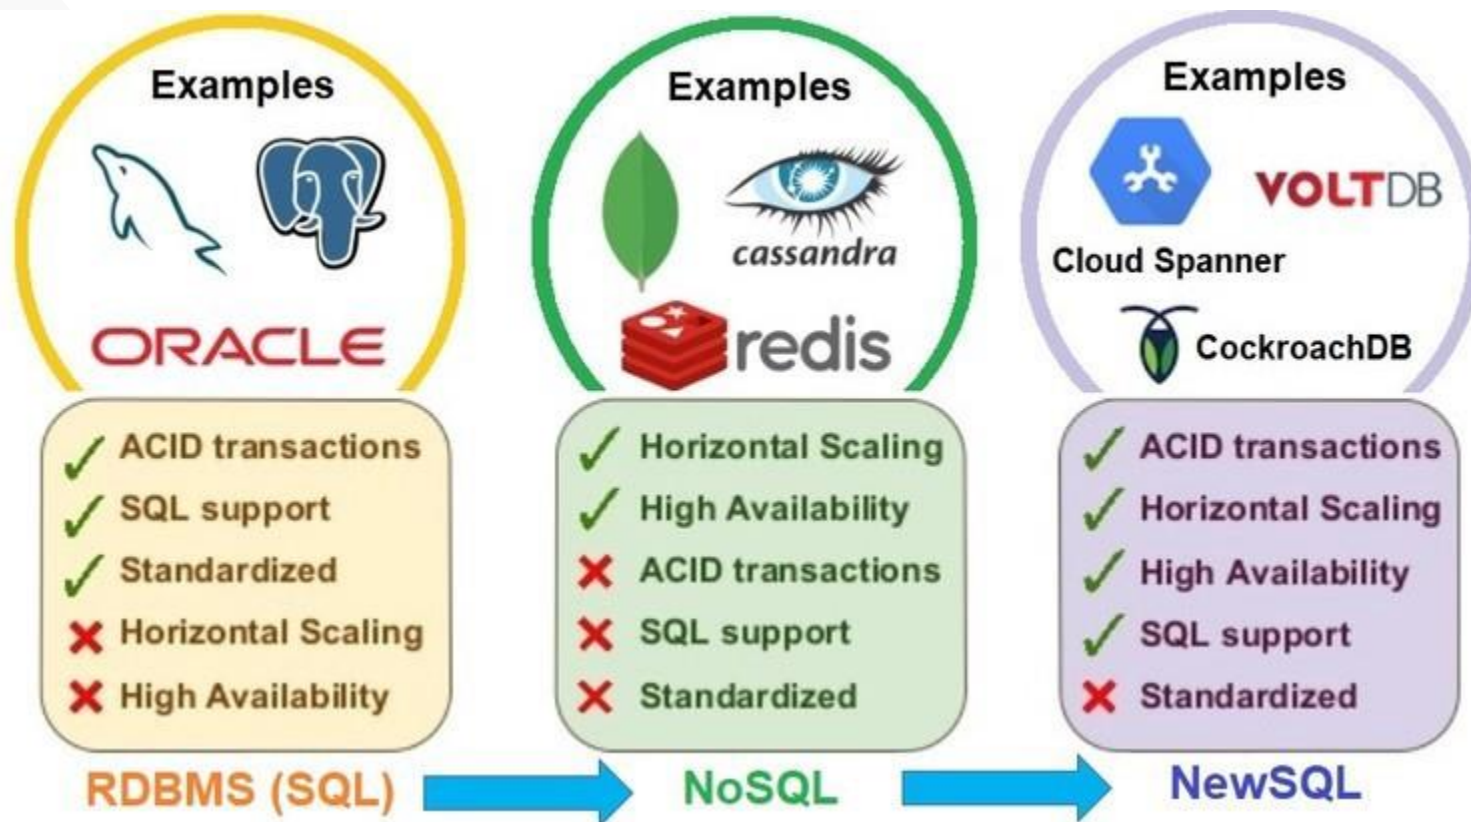 Examples
ORACLE
ACID transactions
SQL support
Standardized
Horizontal Scaling
High Availability
RDBMS (SQL)
Examples
cassandra
redis
Horizontal Scaling
High Availability
ACID transactions
SQL support
Standardized
NoSQL
Examples
VOLTDB
Cloud Spanner
CockroachDB
ACID transactions
Horizontal Scaling
High Availability
SQL support
Standardized
NewSQL